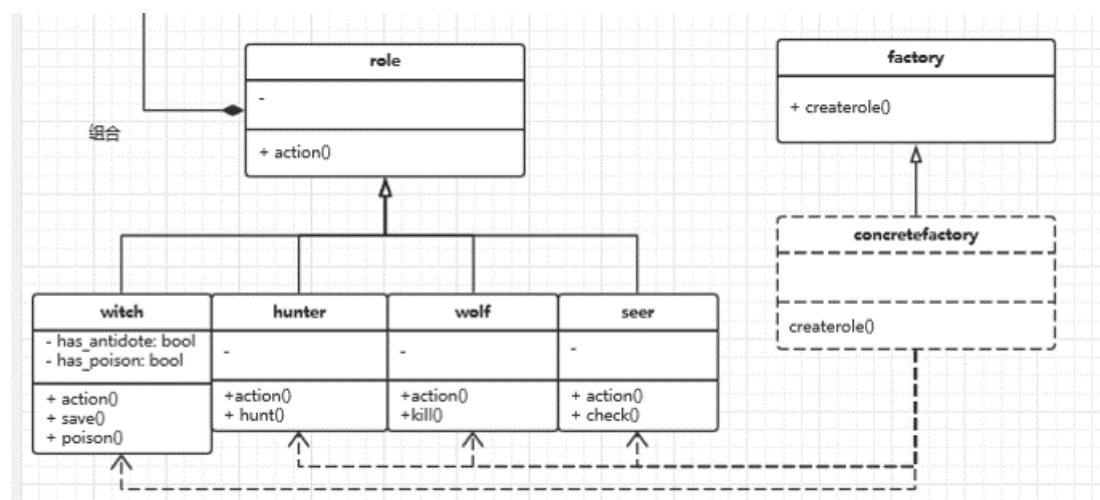 role
-
+ action()
组合
factory
+ createrole()
concretefactory
createrole()
witch
- has_antidote: bool
- has_poison: bool
+ action()
+ save()
+ poison()
hunter
-
+action()
+ hunt()
wolf
-
+action()
+kill()
seer
-
+ action()
+ check()